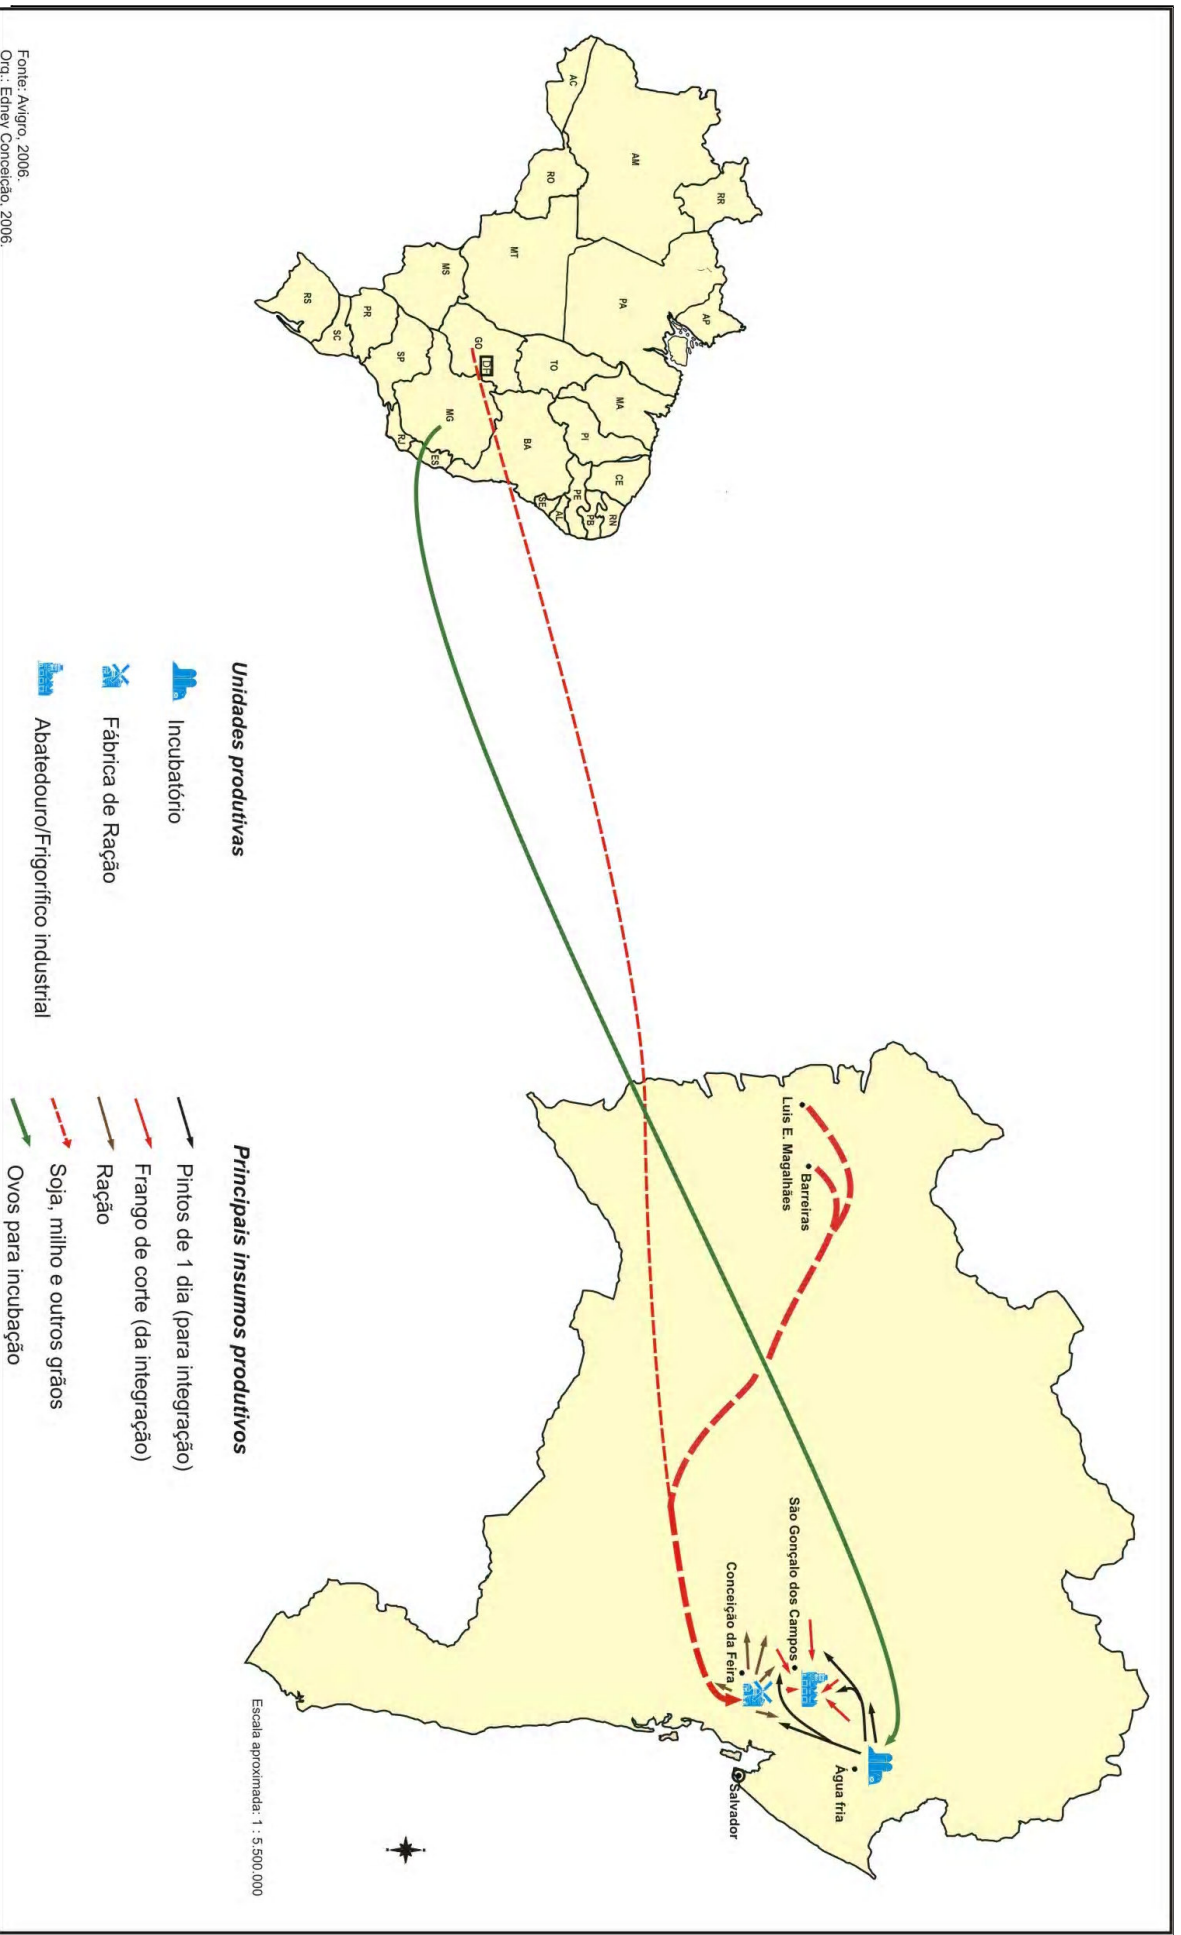 AC
AM
RR
RO
MT
PA
AP
MS
GO
DF
TO
MA
PI
CE
RN
PB
PE
AL
SE
BA
MG
ES
RJ
SP
PR
SC
RS
Luis E. Magalhães
Barreiras
São Gonçalo dos Campos
Conceição da Feira
Água fria
Salvador
Escala aproximada: 1 : 5.500.000
Unidades produtivas
Incubatório
Fábrica de Ração
Abatedouro/Frigorífico industrial
Principais insumos produtivos
Pintos de 1 dia (para integração)
Frango de corte (da integração)
Ração
Soja, milho e outros grãos
Ovos para incubação
Fonte: Avigro, 2006.
Org.: Edney Conceição, 2006.